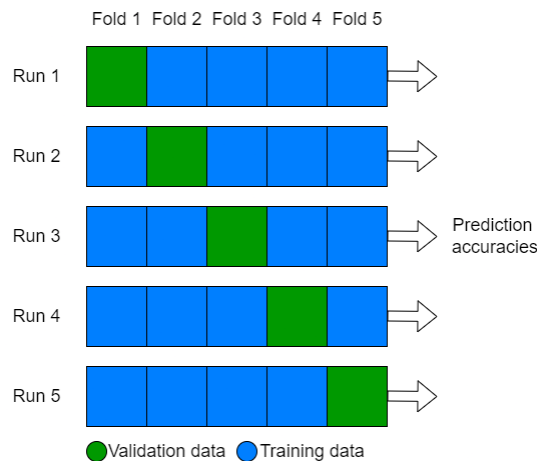 Fold 1 Fold 2 Fold 3 Fold 4 Fold 5
Run 1
Run 2
Run 3
Prediction
accuracies
Run 4
Run 5
Validation data Training data